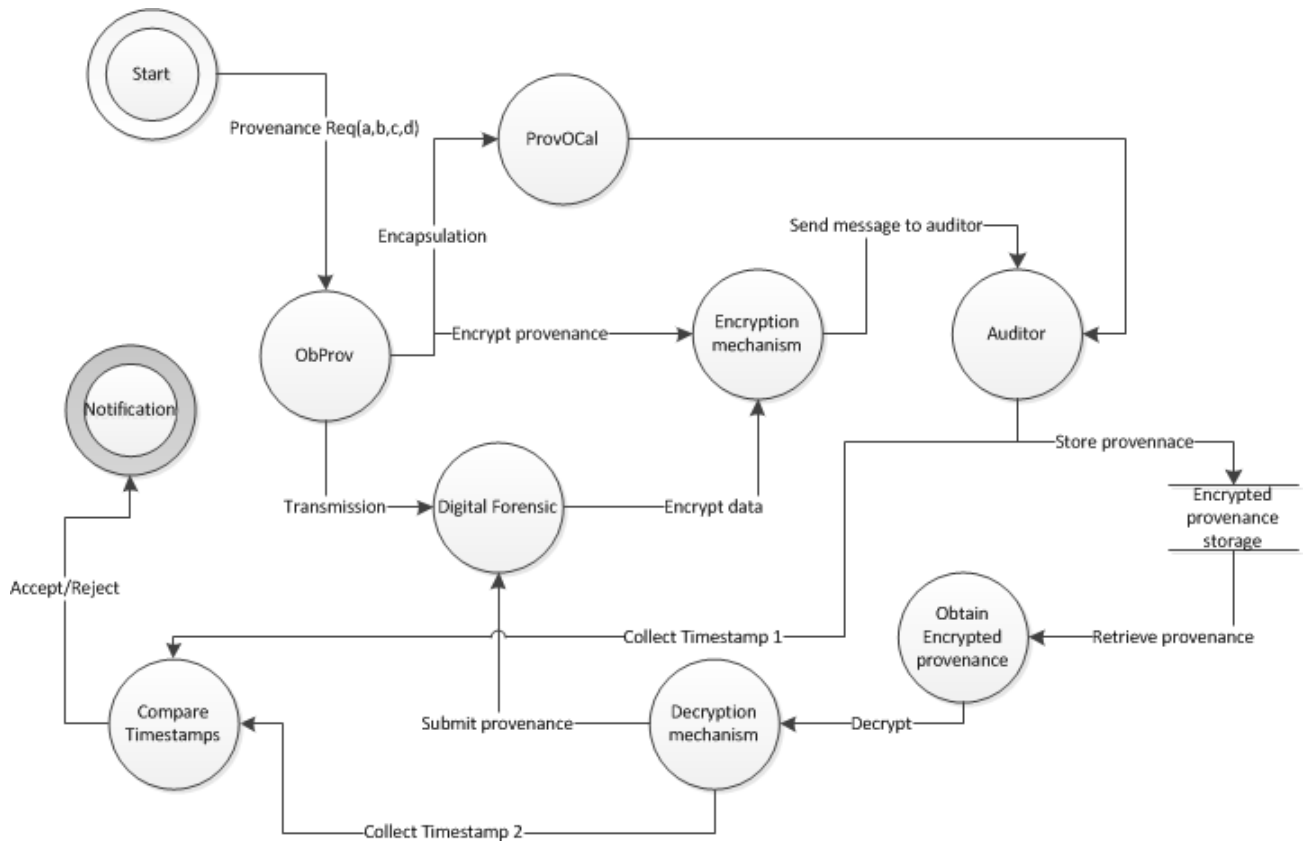 Start
Provenance Req(a,b,c,d)
ProvOCal
Encapsulation
Send message to auditor
Encrypt provenance
Encryption
mechanism
Auditor
ObProv
Notification
Store provennace
Transmission
Digital Forensic
Encrypt data
Encrypted
provenance
storage
Accept/Reject
Obtain
Encrypted
provenance
Collect Timestamp 1
Retrieve provenance
Compare
Timestamps
Submit provenance
Decryption
mechanism
Decrypt
Collect Timestamp 2